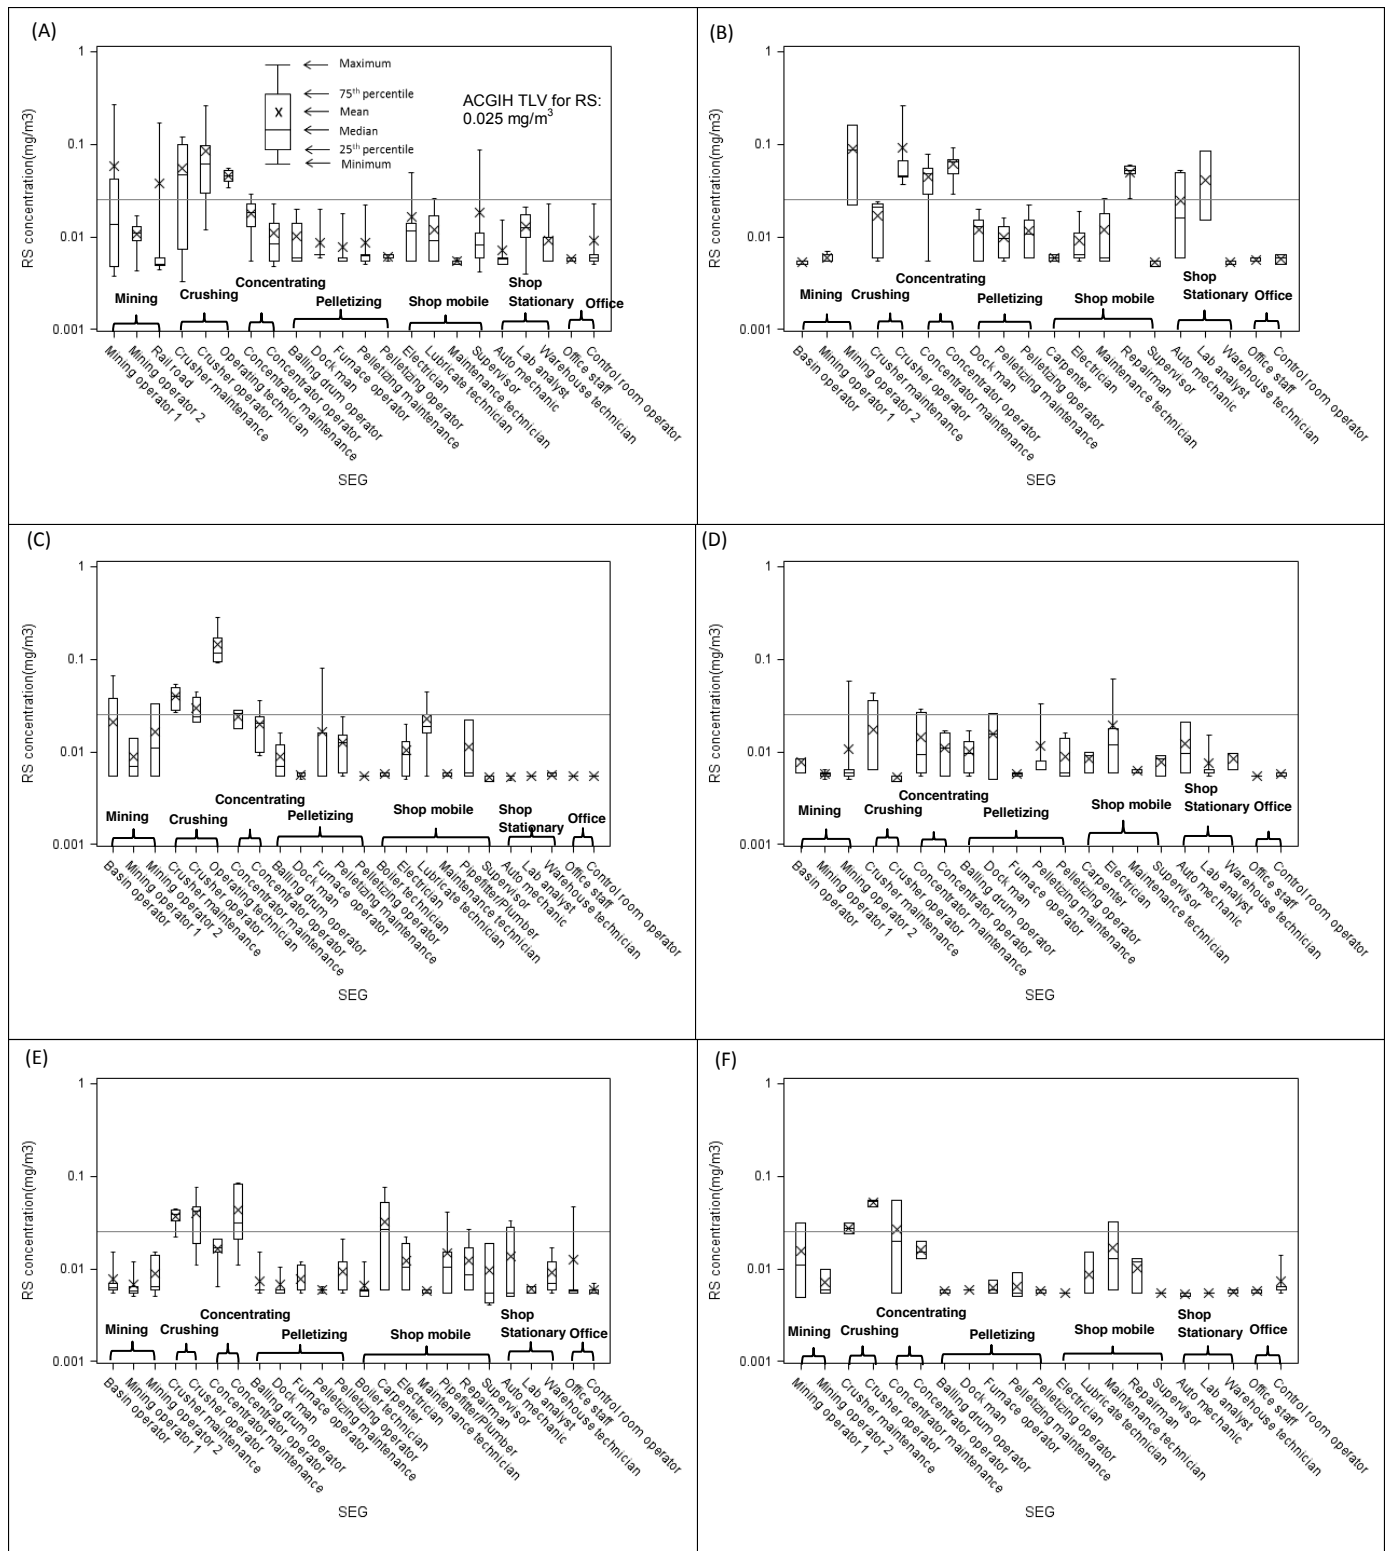 (A)
RS concentration(mg/m3)
1
0.1
0.01
0.001
Maximum
75th percentile
Mean
Median
25th percentile
Minimum
ACGIH TLV for RS:
0.025 mg/m3
Mining
Crushing
Concentrating
Pelletizing
Shop mobile
Shop
Stationary
Office
Mining operator 1
Mining operator 2
Rail road
Crusher maintenance
Crusher operator
Operating technician
Concentrator maintenance
Concentrator operator
Balling drum operator
Dock man
Furnace operator
Pelletizing maintenance
Pelletizing operator
Electrician
Lubricate technician
Maintenance technician
Supervisor
Auto mechanic
Lab analyst
Warehouse technician
Office staff
Control room operator
SEG
(B)
RS concentration(mg/m3)
1
0.1
0.01
0.001
Mining
Crushing
Concentrating
Pelletizing
Shop mobile
Shop
Stationary
Office
Basin operator
Mining operator 1
Mining operator 2
Crusher maintenance
Crusher operator
Concentrator maintenance
Concentrator operator
Dock man
Pelletizing maintenance
Pelletizing operator
Carpenter
Electrician
Maintenance technician
Repairman
Supervisor
Auto mechanic
Lab analyst
Warehouse technician
Office staff
Control room operator
SEG
(C)
RS concentration(mg/m3)
1
0.1
0.01
0.001
Mining
Crushing
Concentrating
Pelletizing
Shop mobile
Shop
Stationary
Office
Basin operator
Mining operator 1
Mining operator 2
Crusher maintenance
Crusher operator
Operating technician
Concentrator maintenance
Concentrator operator
Balling drum operator
Dock man
Furnace operator
Pelletizing maintenance
Pelletizing operator
Boiler technician
Electrician
Lubricate technician
Maintenance technician
Pipefitter/Plumber
Supervisor
Auto mechanic
Lab analyst
Warehouse technician
Office staff
Control room operator
SEG
(D)
RS concentration(mg/m3)
1
0.1
0.01
0.001
Mining
Crushing
Concentrating
Pelletizing
Shop mobile
Shop
Stationary
Office
Basin operator
Mining operator 1
Mining operator 2
Crusher maintenance
Crusher operator
Concentrator maintenance
Concentrator operator
Balling drum operator
Dock man
Furnace operator
Pelletizing maintenance
Pelletizing operator
Carpenter
Electrician
Maintenance technician
Supervisor
Auto mechanic
Lab analyst
Warehouse technician
Office staff
Control room operator
SEG
(E)
RS concentration(mg/m3)
1
0.1
0.01
0.001
Mining
Crushing
Concentrating
Pelletizing
Shop mobile
Shop
Stationary
Office
Basin operator
Mining operator 1
Mining operator 2
Crusher maintenance
Crusher operator
Concentrator maintenance
Concentrator operator
Balling drum operator
Dock man
Furnace operator
Pelletizing maintenance
Pelletizing operator
Boiler technician
Carpenter
Electrician
Maintenance technician
Pipefitter/Plumber
Repairman
Supervisor
Auto mechanic
Lab analyst
Warehouse technician
Office staff
Control room operator
SEG
(F)
RS concentration(mg/m3)
1
0.1
0.01
0.001
Mining
Crushing
Concentrating
Pelletizing
Shop mobile
Shop
Stationary
Office
Mining operator 1
Mining operator 2
Crusher maintenance
Crusher operator
Concentrator maintenance
Concentrator operator
Balling drum operator
Dock man
Furnace operator
Pelletizing maintenance
Pelletizing operator
Electrician
Lubricate technician
Maintenance technician
Repairman
Supervisor
Auto mechanic
Lab analyst
Warehouse technician
Office staff
Control room operator
SEG